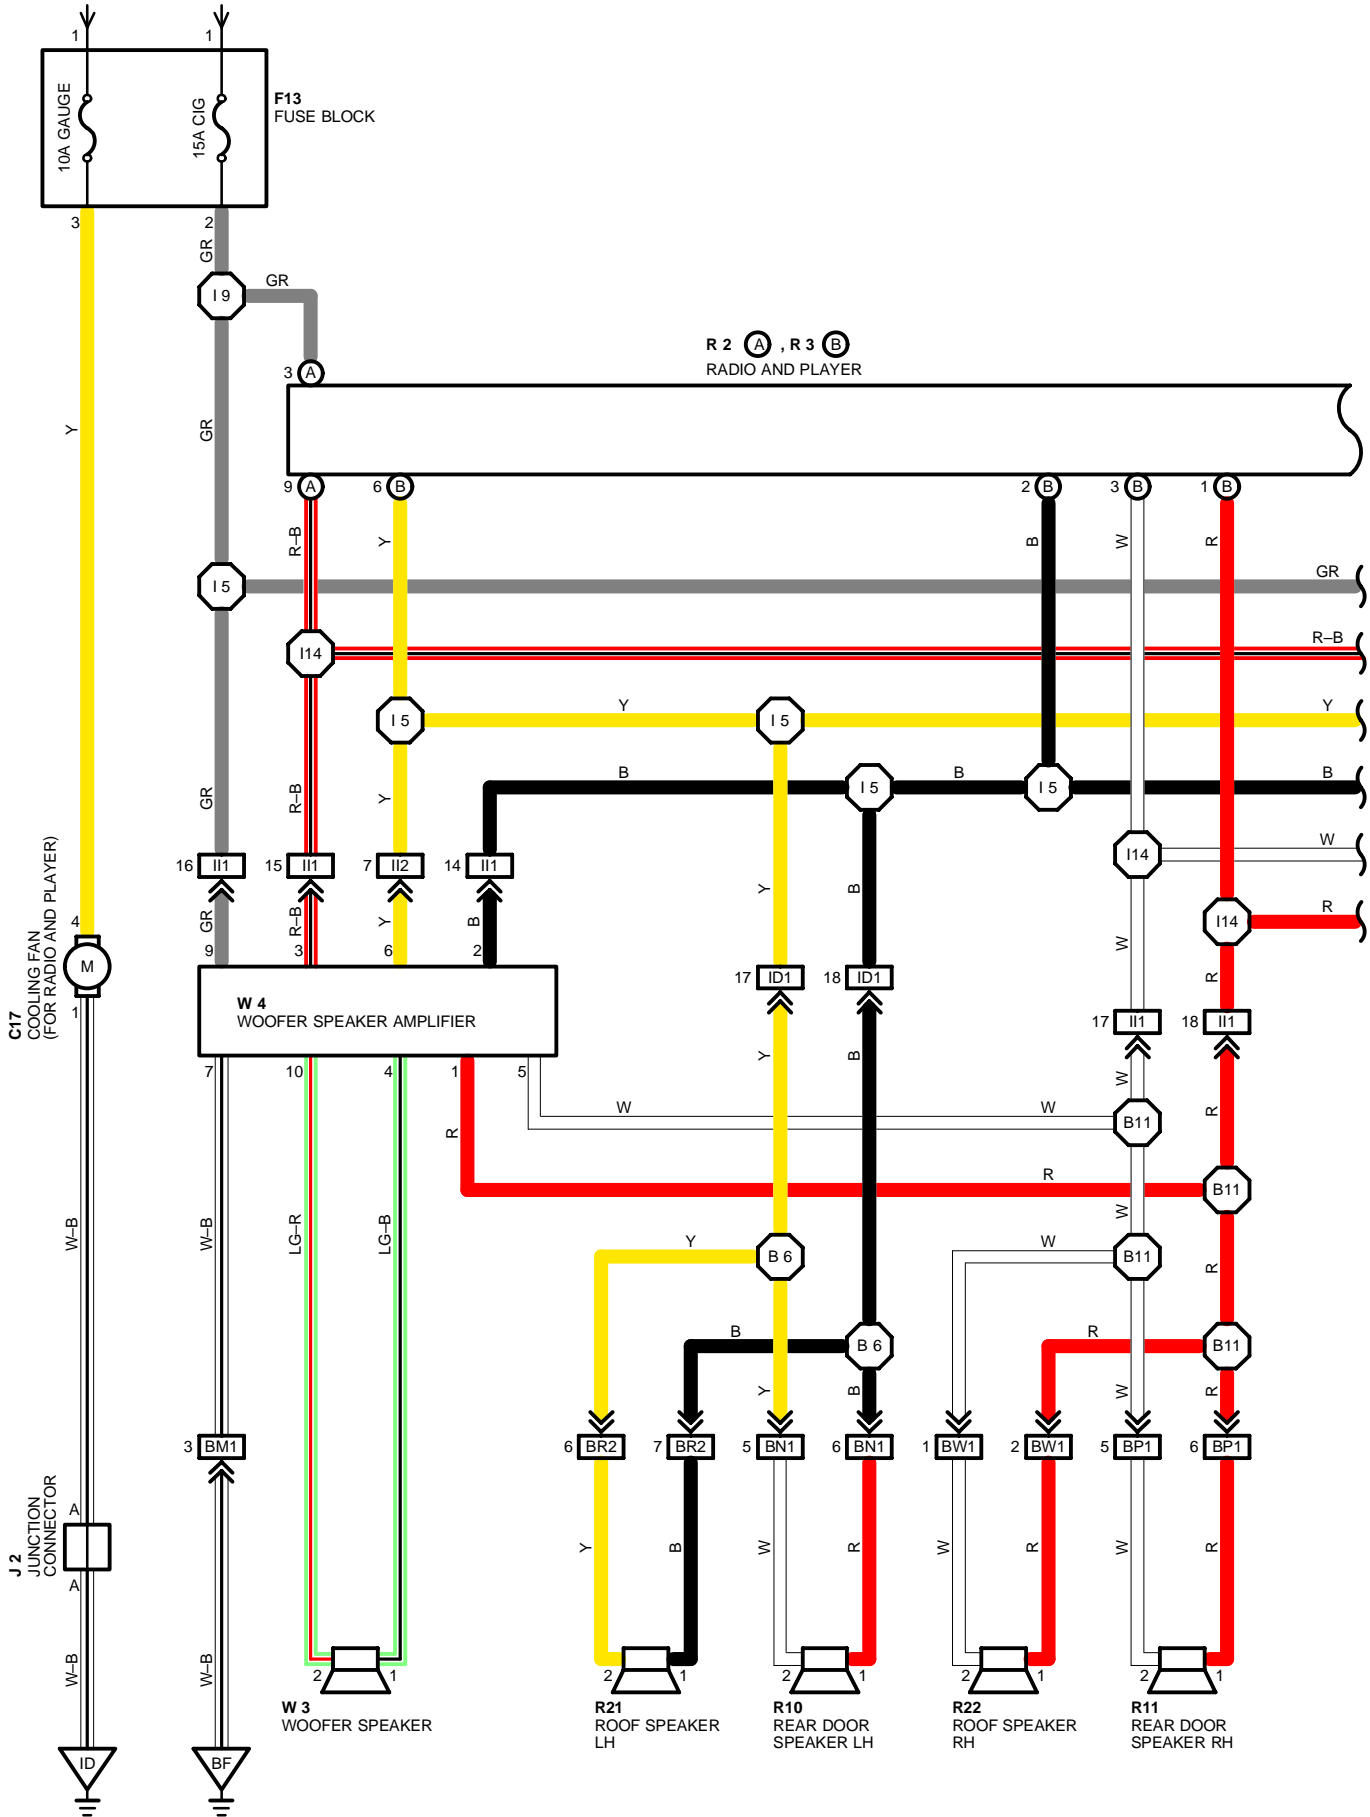 1
1
10A GAUGE
15A CIG
F13
FUSE BLOCK
3
2
GR
I 9
GR
R 2 A , R 3 B
RADIO AND PLAYER
3 A
Y
GR
9 A
6 B
2 B
3 B
1 B
R–B
Y
B
W
R
I 5
GR
I14
R–B
I 5
Y
I 5
Y
B
I 5
B
I 5
B
GR
R–B
Y
I14
W
16 II1
15 II1
7 II2
14 II1
Y
B
I14
R
4
GR
R–B
Y
B
W
9
3
6
2
17 ID1
18 ID1
R
M
C17
COOLING FAN
(FOR RADIO AND PLAYER)
1
W 4
WOOFER SPEAKER AMPLIFIER
17 II1
18 II1
7
10
4
1
5
Y
B
W
R
W
W
B11
R
R
B11
W–B
W–B
LG–R
LG–B
W
Y
B 6
W
B11
R
B
B 6
R
B11
Y
B
W
R
3 BM1
6 BR2
7 BR2
5 BN1
6 BN1
1 BW1
2 BW1
5 BP1
6 BP1
A
J 2
JUNCTION
CONNECTOR
A
Y
B
W
R
W
R
W
R
W–B
W–B
2
1
2
1
2
1
2
1
2
1
W 3
WOOFER SPEAKER
R21
ROOF SPEAKER
LH
R10
REAR DOOR
SPEAKER LH
R22
ROOF SPEAKER
RH
R11
REAR DOOR
SPEAKER RH
ID
BF